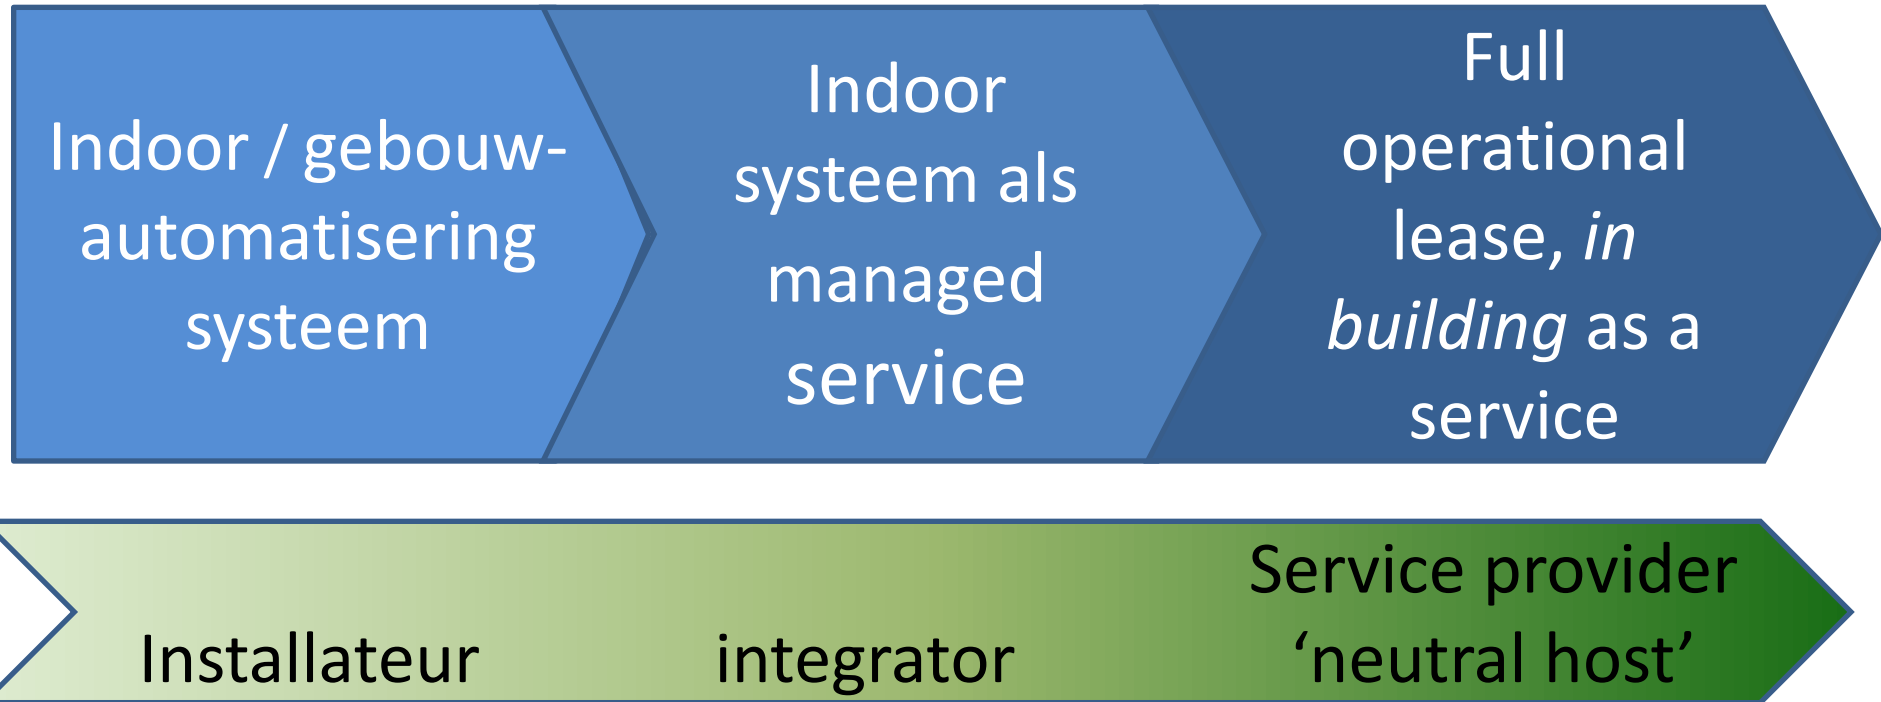 Indoor / gebouw-
automatisering
systeem
Indoor
systeem als
managed
service
Full
operational
lease, in
building as a
service
Installateur
integrator
Service provider
‘neutral host’